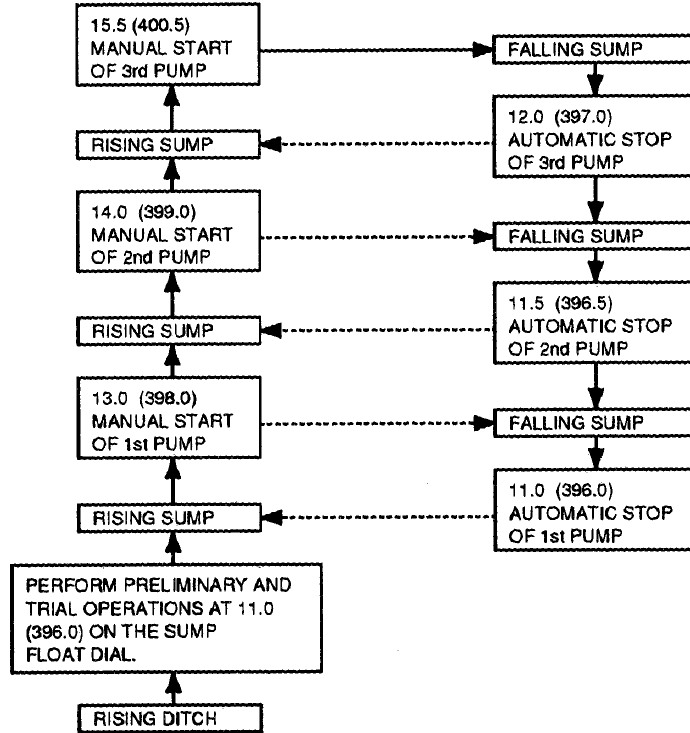 15.5 (400.5)
MANUAL START
OF 3rd PUMP
FALLING SUMP
12.0 (397.0)
AUTOMATIC STOP
OF 3rd PUMP
RISING SUMP
14.0 (399.0)
MANUAL START
OF 2nd PUMP
FALLING SUMP
11.5 (396.5)
AUTOMATIC STOP
OF 2nd PUMP
RISING SUMP
13.0 (398.0)
MANUAL START
OF 1st PUMP
FALLING SUMP
11.0 (396.0)
AUTOMATIC STOP
OF 1st PUMP
RISING SUMP
PERFORM PRELIMINARY AND
TRIAL OPERATIONS AT 11.0
(396.0) ON THE SUMP
FLOAT DIAL.
RISING DITCH